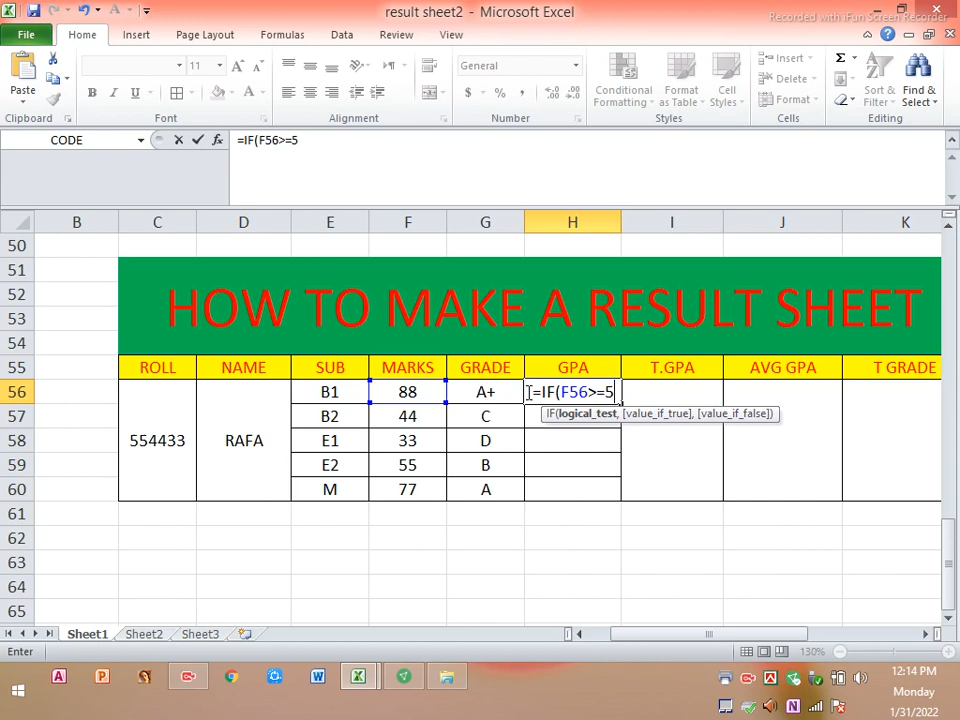 result sheet2 - Microsoft Excel
Recorded with iFun Screen Recorder
File Home Insert Page Layout Formulas Data Review View
Paste
11
General
Conditional Formatting
Format as Table
Cell Styles
Insert
Delete
Format
Sort & Filter
Find & Select
Clipboard Font Alignment Number Styles Cells Editing
CODE
=IF(F56>=5
B C D E F G H I J K
50
51
52
53
54
HOW TO MAKE A RESULT SHEET
55 ROLL NAME SUB MARKS GRADE GPA T.GPA AVG GPA T GRADE
56 B1 88 A+ =IF(F56>=5
IF(logical_test, [value_if_true], [value_if_false])
57 B2 44 C
58 554433 RAFA E1 33 D
59 E2 55 B
60 M 77 A
61
62
63
64
65
Sheet1 Sheet2 Sheet3
Enter
130%
12:14 PM
Monday
1/31/2022